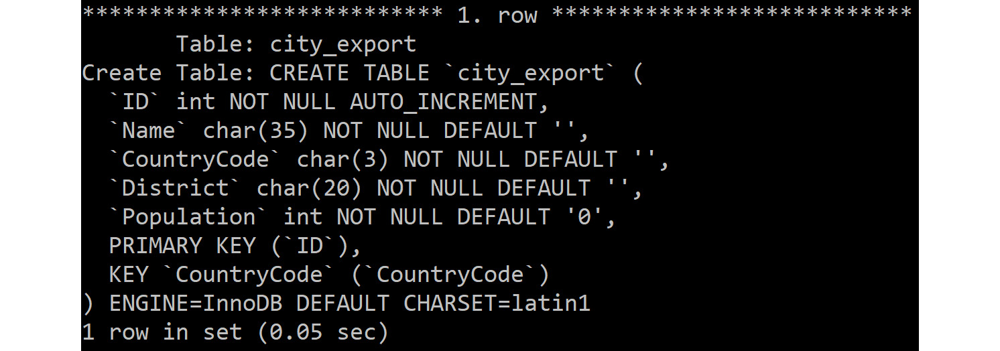 *************************** 1. row ***************************
       Table: city_export
Create Table: CREATE TABLE `city_export` (
  `ID` int NOT NULL AUTO_INCREMENT,
  `Name` char(35) NOT NULL DEFAULT '',
  `CountryCode` char(3) NOT NULL DEFAULT '',
  `District` char(20) NOT NULL DEFAULT '',
  `Population` int NOT NULL DEFAULT '0',
  PRIMARY KEY (`ID`),
  KEY `CountryCode` (`CountryCode`)
) ENGINE=InnoDB DEFAULT CHARSET=latin1
1 row in set (0.05 sec)